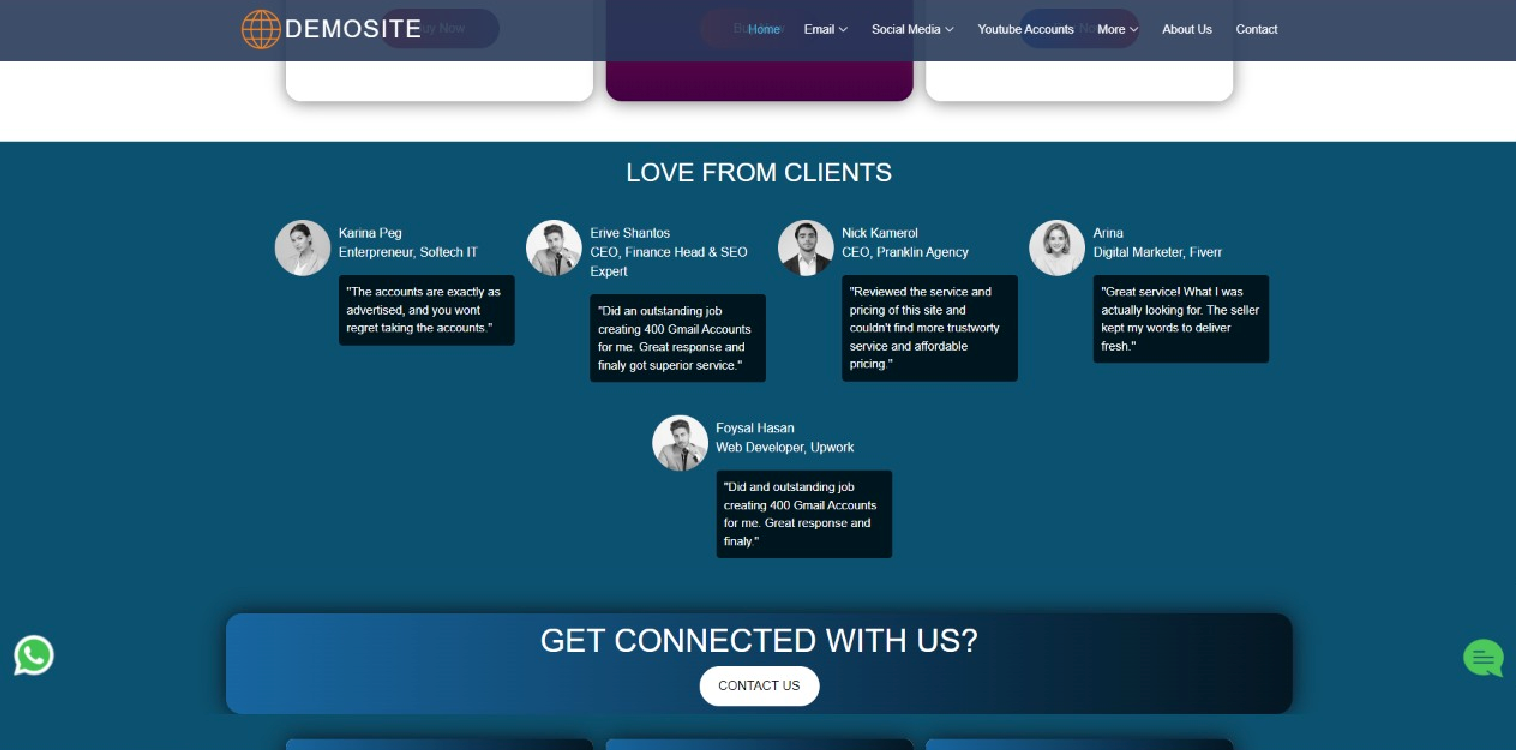 DEMOSITE
Buy Now
Home
Email
Social Media
Youtube Accounts
More
About Us
Contact
LOVE FROM CLIENTS
Karina Peg
Enterpreneur, Softech IT
"The accounts are exactly as
advertised, and you wont
regret taking the accounts."
Erive Shantos
CEO, Finance Head & SEO
Expert
"Did an outstanding job
creating 400 Gmail Accounts
for me. Great response and
finaly got superior service."
Nick Kamerol
CEO, Pranklin Agency
"Reviewed the service and
pricing of this site and
couldn't find more trustworty
service and affordable
pricing."
Arina
Digital Marketer, Fiverr
"Great service! What I was
actually looking for. The seller
kept my words to deliver
fresh."
Foysal Hasan
Web Developer, Upwork
"Did and outstanding job
creating 400 Gmail Accounts
for me. Great response and
finaly."
GET CONNECTED WITH US?
CONTACT US